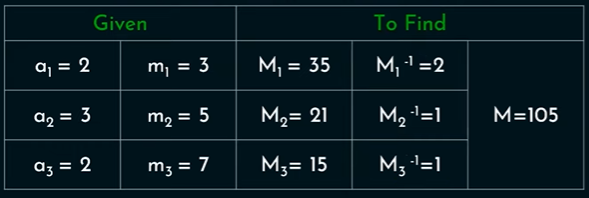 Given To Find
a₁ = 2 m₁ = 3 M₁ = 35 M₁⁻¹ =2
a₂ = 3 m₂ = 5 M₂= 21 M₂⁻¹=1 M=105
a₃ = 2 m₃ = 7 M₃= 15 M₃⁻¹=1